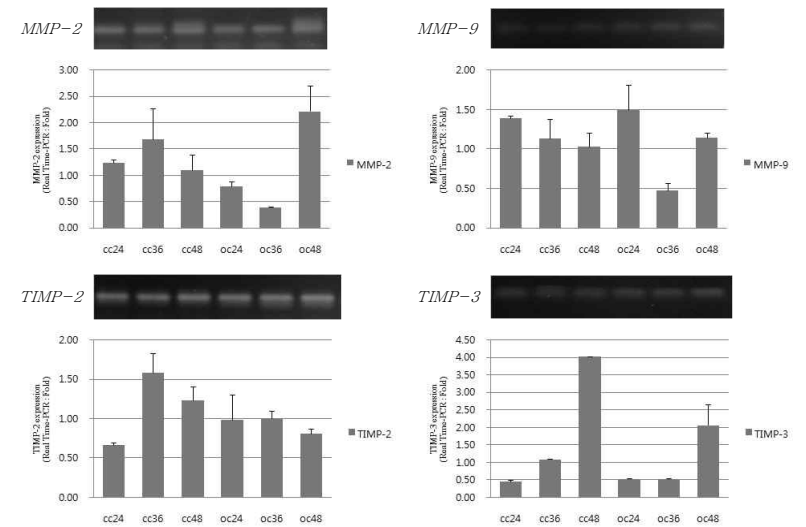 MMP-2
3.00
2.50
2.00
1.50
1.00
0.50
0.00
MMP-2 expression
(Real Time-PCR : Fold)
cc24 cc36 cc48 oc24 oc36 oc48
MMP-2
MMP-9
2.00
1.50
1.00
0.50
0.00
MMP-9 expression
(Real Time-PCR : Fold)
cc24 cc36 cc48 oc24 oc36 oc48
MMP-9
TIMP-2
2.00
1.50
1.00
0.50
0.00
TIMP-2 expression
(Real Time-PCR : Fold)
cc24 cc36 cc48 oc24 oc36 oc48
TIMP-2
TIMP-3
4.50
4.00
3.50
3.00
2.50
2.00
1.50
1.00
0.50
0.00
TIMP-3 expression
(Real Time-PCR : Fold)
cc24 cc36 cc48 oc24 oc36 oc48
TIMP-3